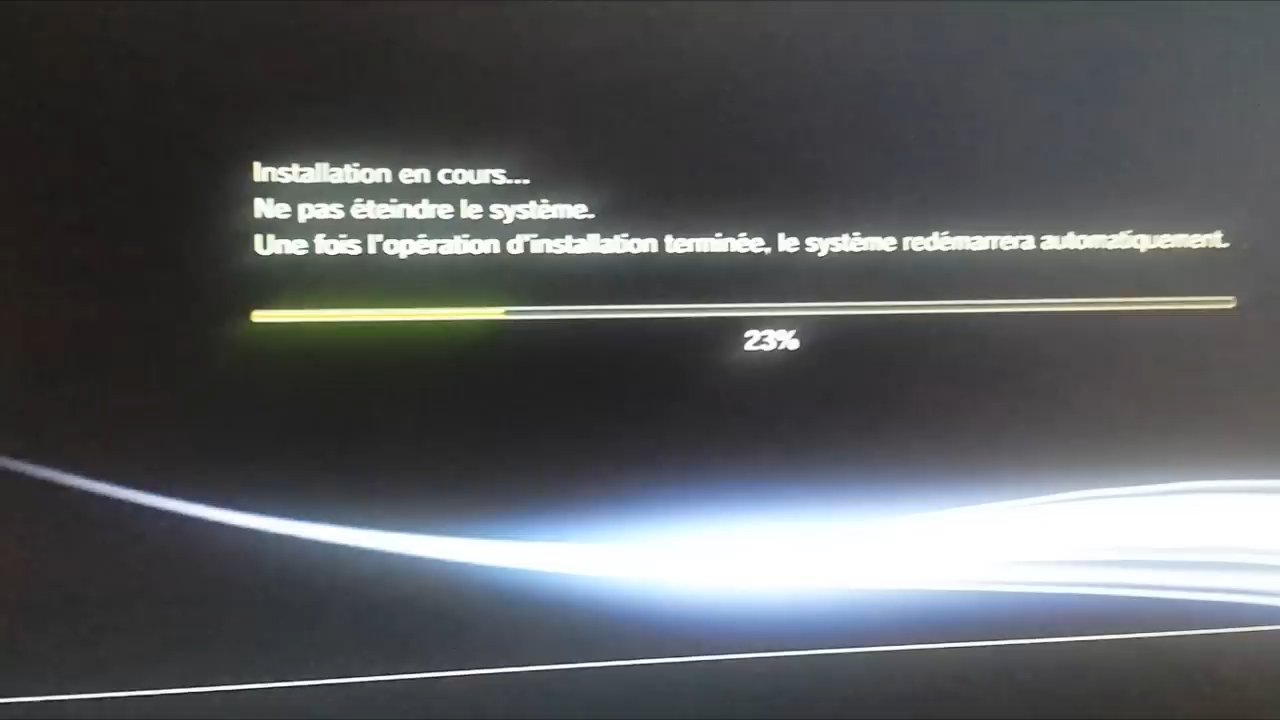 Installation en cours...
Ne pas éteindre le système.
Une fois l'opération d'installation terminée, le système redémarrera automatiquement.
23%